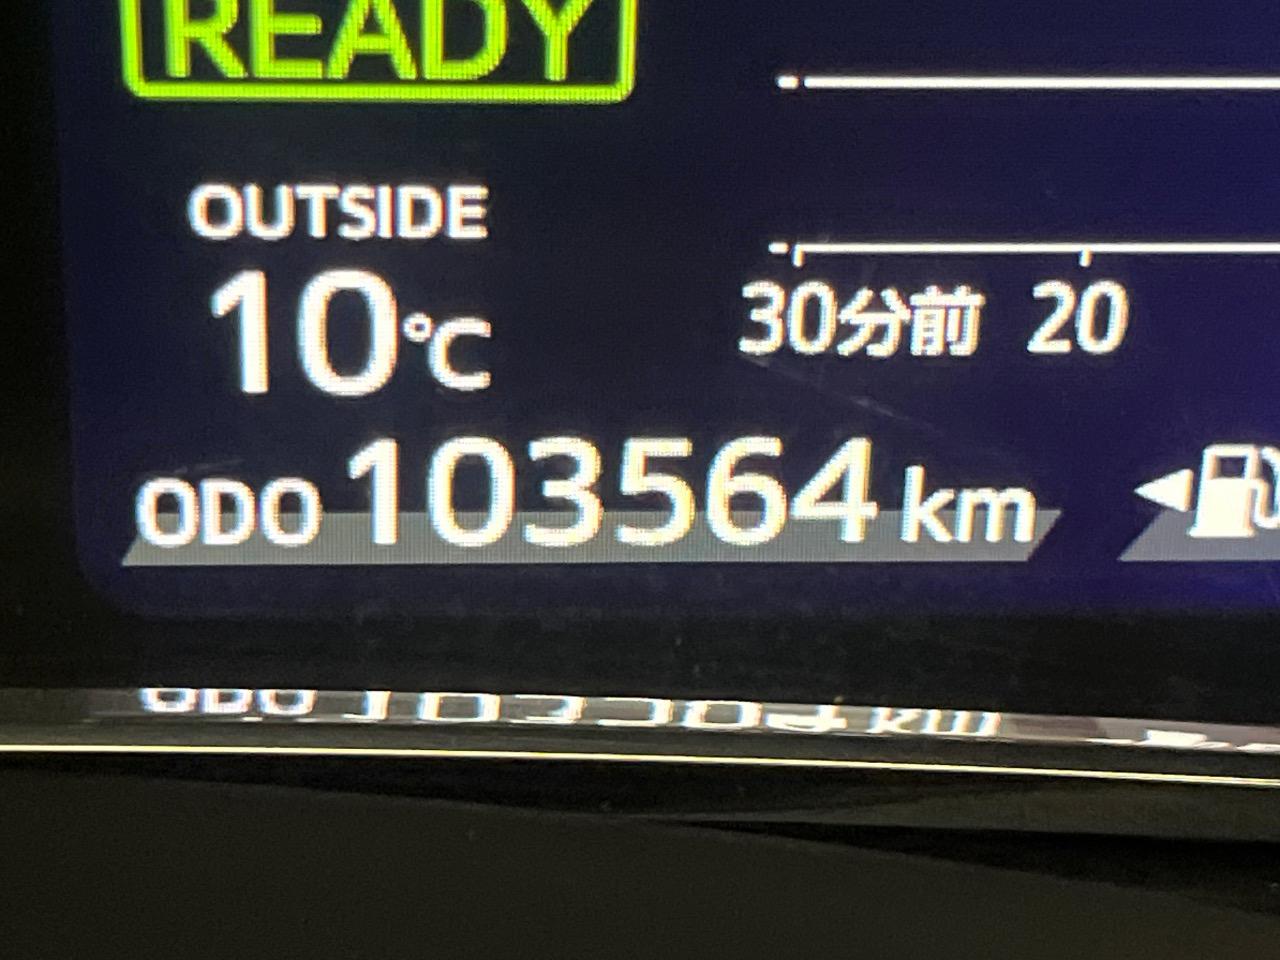 READY
OUTSIDE
10℃
30分前 20
ODO 103564 km